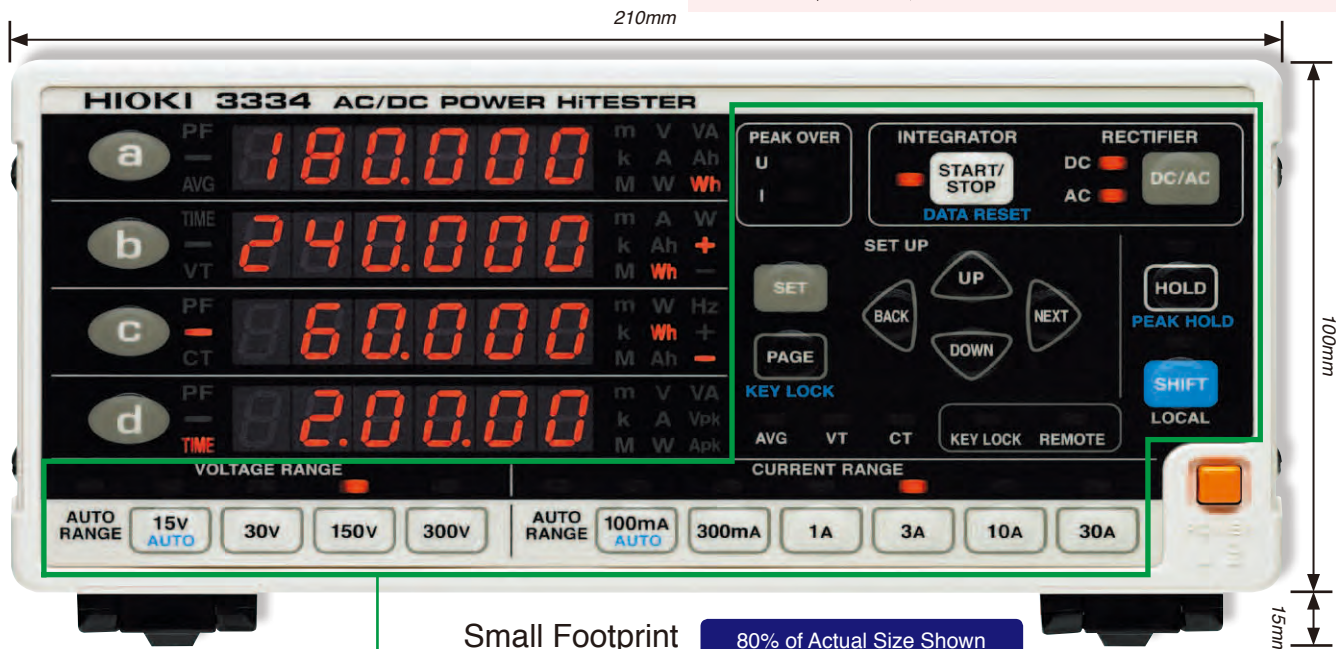 210mm
HIOKI 3334 AC/DC POWER HiTESTER
a PF AVG 180.000 m V VA
k A Ah
M W Wh
b TIME VT 240.000 m A W
k Ah +
M Wh −
c PF − CT 60.000 m W Hz
k Wh +
M Ah −
d PF − TIME 2.00.00 m V VA
k A Vpk
M W Apk
PEAK OVER
U
I
INTEGRATOR
START/
STOP
DATA RESET
RECTIFIER
DC
AC
DC/AC
SET UP
SET
PAGE
KEY LOCK
UP
BACK
NEXT
DOWN
HOLD
PEAK HOLD
SHIFT
LOCAL
AVG VT CT KEY LOCK REMOTE
VOLTAGE RANGE
CURRENT RANGE
AUTO
RANGE
15V
AUTO
30V
150V
300V
AUTO
RANGE
100mA
AUTO
300mA
1A
3A
10A
30A
100mm
Small Footprint
80% of Actual Size Shown